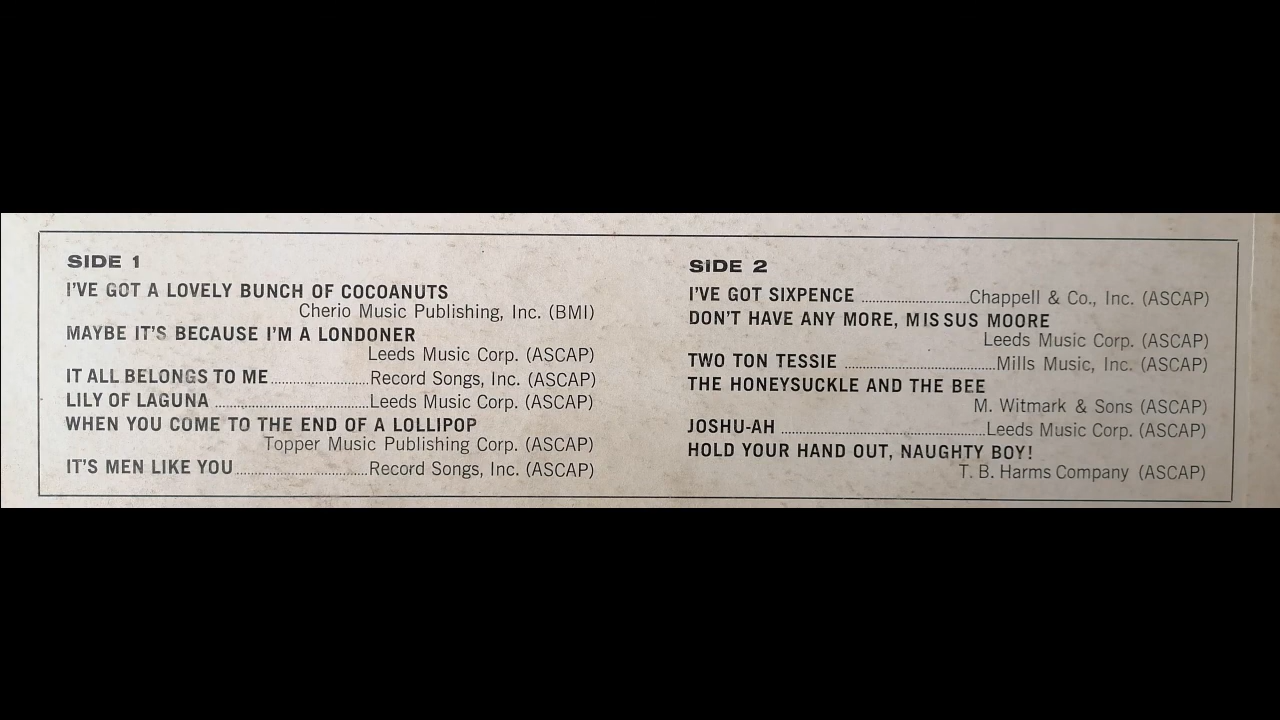 SIDE 1
I'VE GOT A LOVELY BUNCH OF COCOANUTS
Cherio Music Publishing, Inc. (BMI)
MAYBE IT'S BECAUSE I'M A LONDONER
Leeds Music Corp. (ASCAP)
IT ALL BELONGS TO ME........................Record Songs, Inc. (ASCAP)
LILY OF LAGUNA ......................................Leeds Music Corp. (ASCAP)
WHEN YOU COME TO THE END OF A LOLLIPOP
Topper Music Publishing Corp. (ASCAP)
IT'S MEN LIKE YOU.................................Record Songs, Inc. (ASCAP)
SIDE 2
I'VE GOT SIXPENCE ...........................Chappell & Co., Inc. (ASCAP)
DON'T HAVE ANY MORE, MISSUS MOORE
Leeds Music Corp. (ASCAP)
TWO TON TESSIE .....................................Mills Music, Inc. (ASCAP)
THE HONEYSUCKLE AND THE BEE
M. Witmark & Sons (ASCAP)
JOSHU-AH ...................................................Leeds Music Corp. (ASCAP)
HOLD YOUR HAND OUT, NAUGHTY BOY!
T. B. Harms Company (ASCAP)